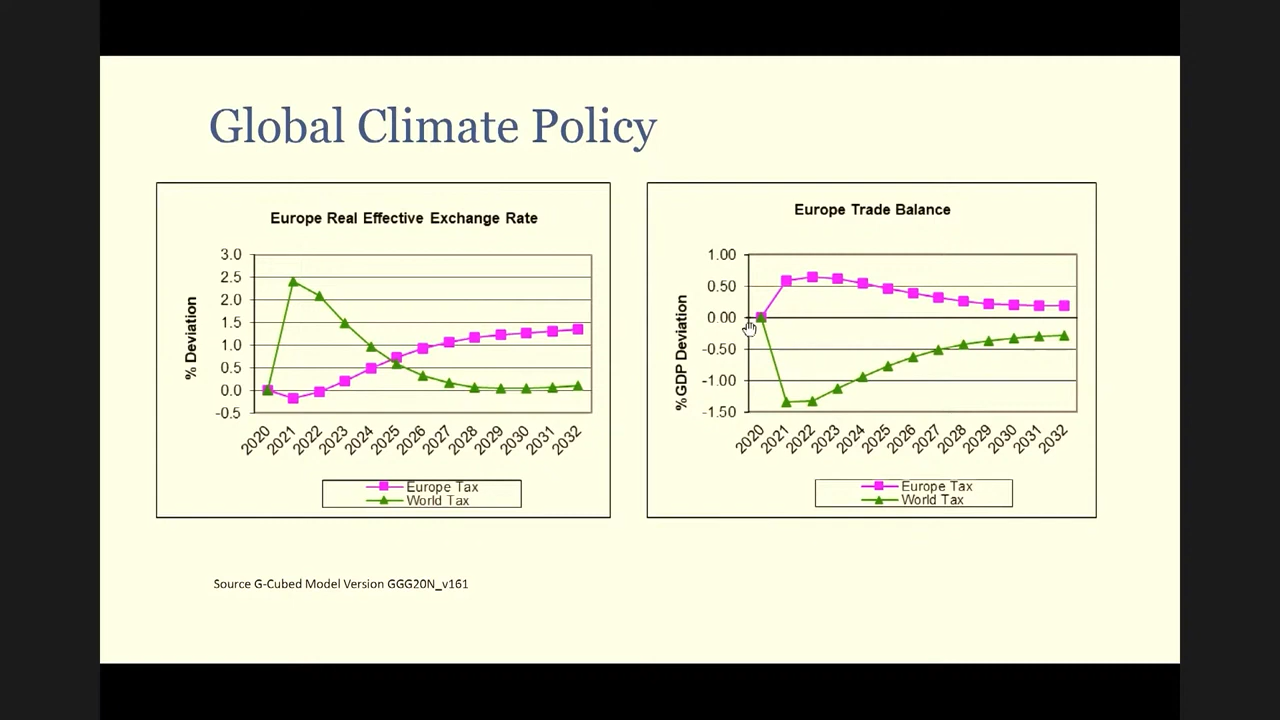 Global Climate Policy
Europe Real Effective Exchange Rate
% Deviation
3.0
2.5
2.0
1.5
1.0
0.5
0.0
-0.5
2020 2021 2022 2023 2024 2025 2026 2027 2028 2029 2030 2031 2032
Europe Tax
World Tax
Europe Trade Balance
%GDP Deviation
1.00
0.50
0.00
-0.50
-1.00
-1.50
2020 2021 2022 2023 2024 2025 2026 2027 2028 2029 2030 2031 2032
Europe Tax
World Tax
Source G-Cubed Model Version GGG20N_v161